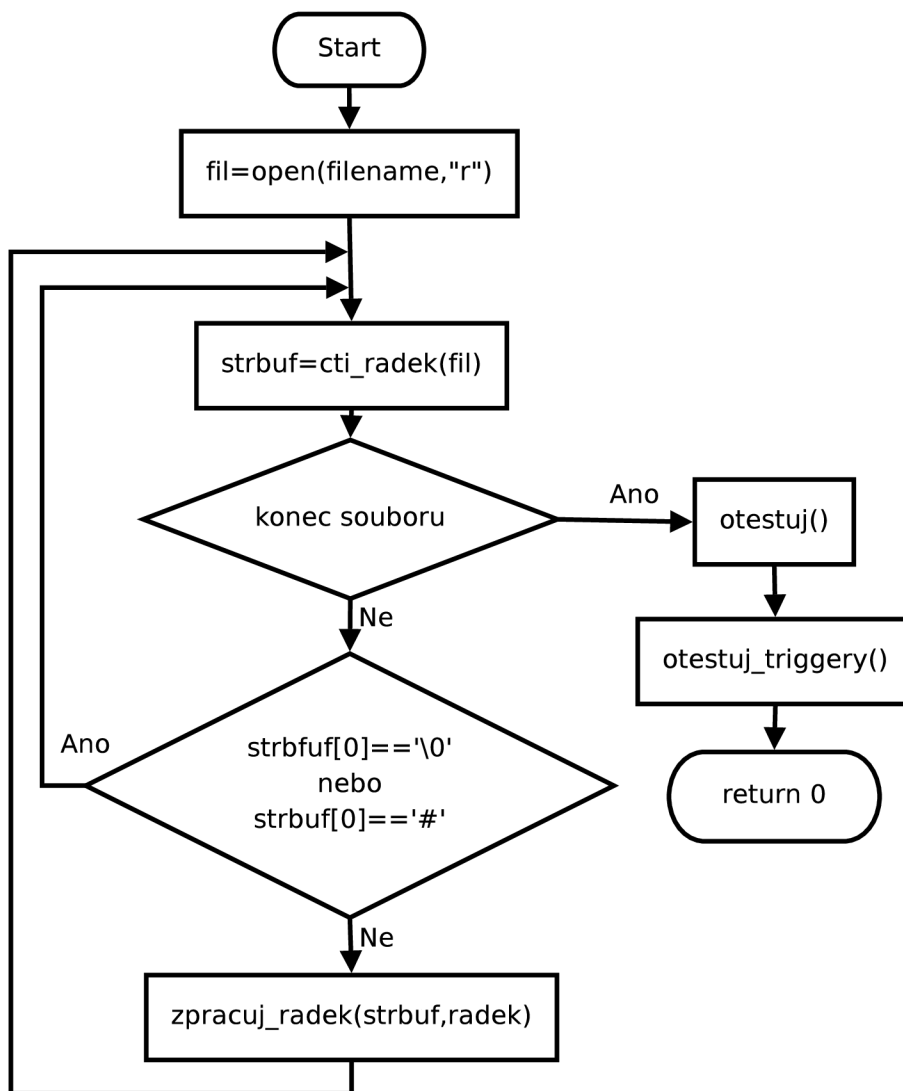 Start
fil=open(filename,"r")
strbuf=cti_radek(fil)
konec souboru
Ano
otestuj()
Ne
otestuj_triggery()
Ano
strbfuf[0]=='\0'
nebo
strbuf[0]=='#'
return 0
Ne
zpracuj_radek(strbuf,radek)